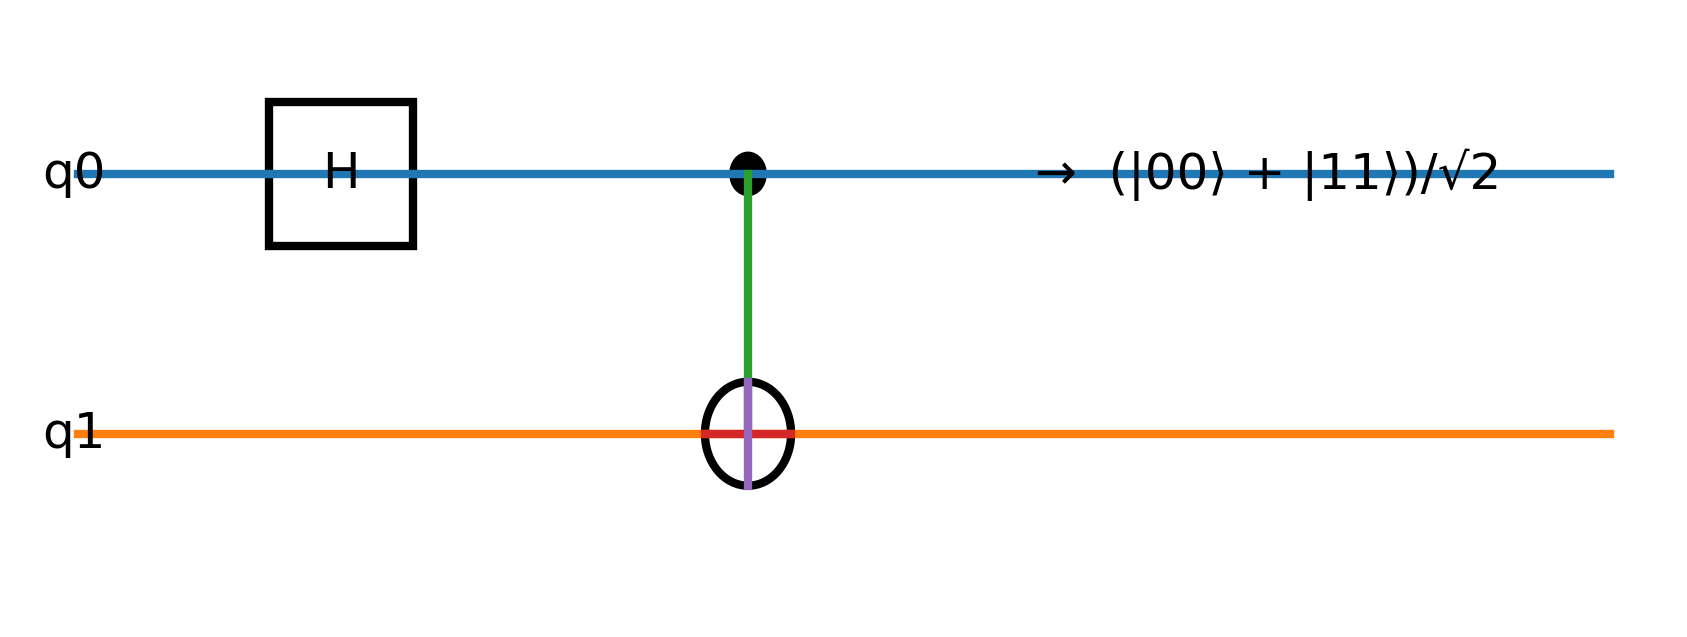 q0
H
→ (|00⟩ + |11⟩)/√2
q1